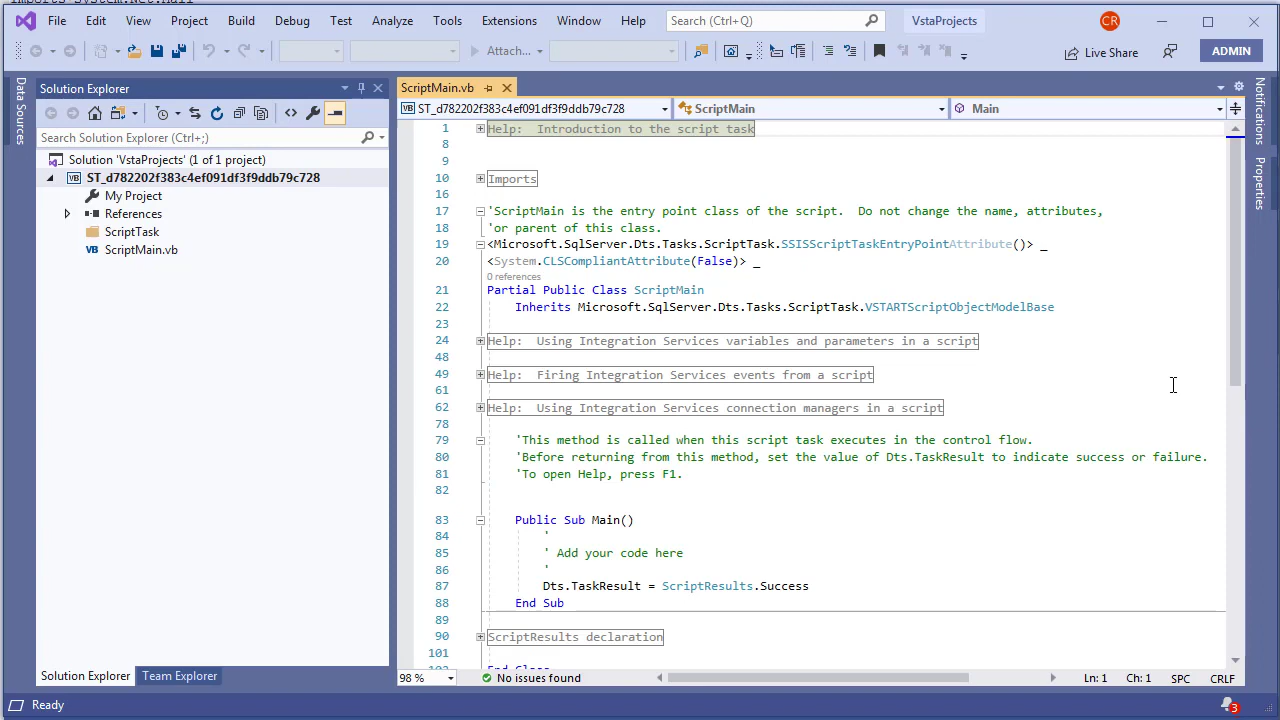 File Edit View Project Build Debug Test Analyze Tools Extensions Window Help Search (Ctrl+Q) VstaProjects CR
Attach... Live Share ADMIN
Data Sources
Solution Explorer
Search Solution Explorer (Ctrl+;)
Solution 'VstaProjects' (1 of 1 project)
VB ST_d782202f383c4ef091df3f9ddb79c728
My Project
References
ScriptTask
VB ScriptMain.vb
Solution Explorer Team Explorer
ScriptMain.vb
VB ST_d782202f383c4ef091df3f9ddb79c728 ScriptMain Main
1 Help:  Introduction to the script task
8
9
10 Imports
16
17 'ScriptMain is the entry point class of the script.  Do not change the name, attributes,
18 'or parent of this class.
19 <Microsoft.SqlServer.Dts.Tasks.ScriptTask.SSISScriptTaskEntryPointAttribute()> _
20 <System.CLSCompliantAttribute(False)> _
0 references
21 Partial Public Class ScriptMain
22 Inherits Microsoft.SqlServer.Dts.Tasks.ScriptTask.VSTARTScriptObjectModelBase
23
24 Help:  Using Integration Services variables and parameters in a script
48
49 Help:  Firing Integration Services events from a script
61
62 Help:  Using Integration Services connection managers in a script
78
79 'This method is called when this script task executes in the control flow.
80 'Before returning from this method, set the value of Dts.TaskResult to indicate success or failure.
81 'To open Help, press F1.
82
83 Public Sub Main()
84 '
85 ' Add your code here
86 '
87 Dts.TaskResult = ScriptResults.Success
88 End Sub
89
90 ScriptResults declaration
101
98 % No issues found Ln: 1 Ch: 1 SPC CRLF
Notifications
Properties
Ready 3